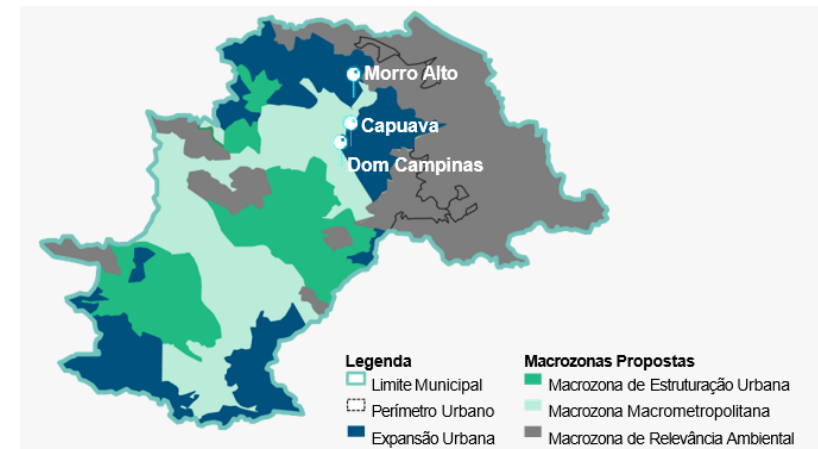 Morro Alto
Capuava
Dom Campinas
Legenda
Limite Municipal
Perímetro Urbano
Expansão Urbana
Macrozonas Propostas
Macrozona de Estruturação Urbana
Macrozona Macrometropolitana
Macrozona de Relevância Ambiental